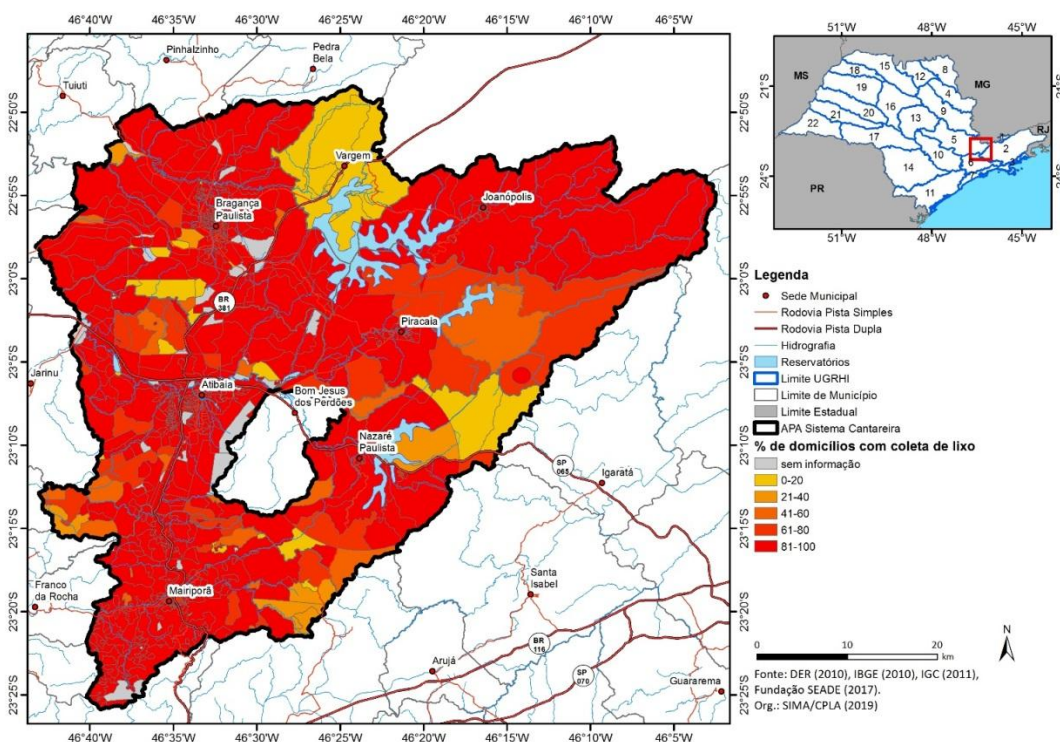 46°40'W 46°35'W 46°30'W 46°25'W 46°20'W 46°15'W 46°10'W 46°5'W
22°50'S
22°55'S
23°0'S
23°5'S
23°10'S
23°15'S
23°20'S
23°25'S
Pinhalzinho
Pedra
Bela
Tuiuti
Vargem
Joanópolis
Bragança
Paulista
BR
381
Piracaia
Jarinu
Atibaia
Bom Jesus
dos Perdões
Nazaré
Paulista
SP
065
Igaratá
Franco
da Rocha
Mairiporã
Santa
Isabel
BR
116
Arujá
SP
070
Guararema
22°50'S
22°55'S
23°0'S
23°5'S
23°10'S
23°15'S
23°20'S
23°25'S
46°40'W 46°35'W 46°30'W 46°25'W 46°20'W 46°15'W 46°10'W 46°5'W
51°W 48°W 45°W
21°S
24°S
MS
MG
RJ
PR
15
8
18
12
19
4
16
9
13
22
21
20
17
5
2
10
14
6
11
51°W 48°W 45°W
Legenda
Sede Municipal
Rodovia Pista Simples
Rodovia Pista Dupla
Hidrografia
Reservatórios
Limite UGRHI
Limite de Município
Limite Estadual
APA Sistema Cantareira
% de domicílios com coleta de lixo
sem informação
0-20
21-40
41-60
61-80
81-100
N
0 10 20
km
Fonte: DER (2010), IBGE (2010), IGC (2011),
Fundação SEADE (2017).
Org.: SIMA/CPLA (2019)